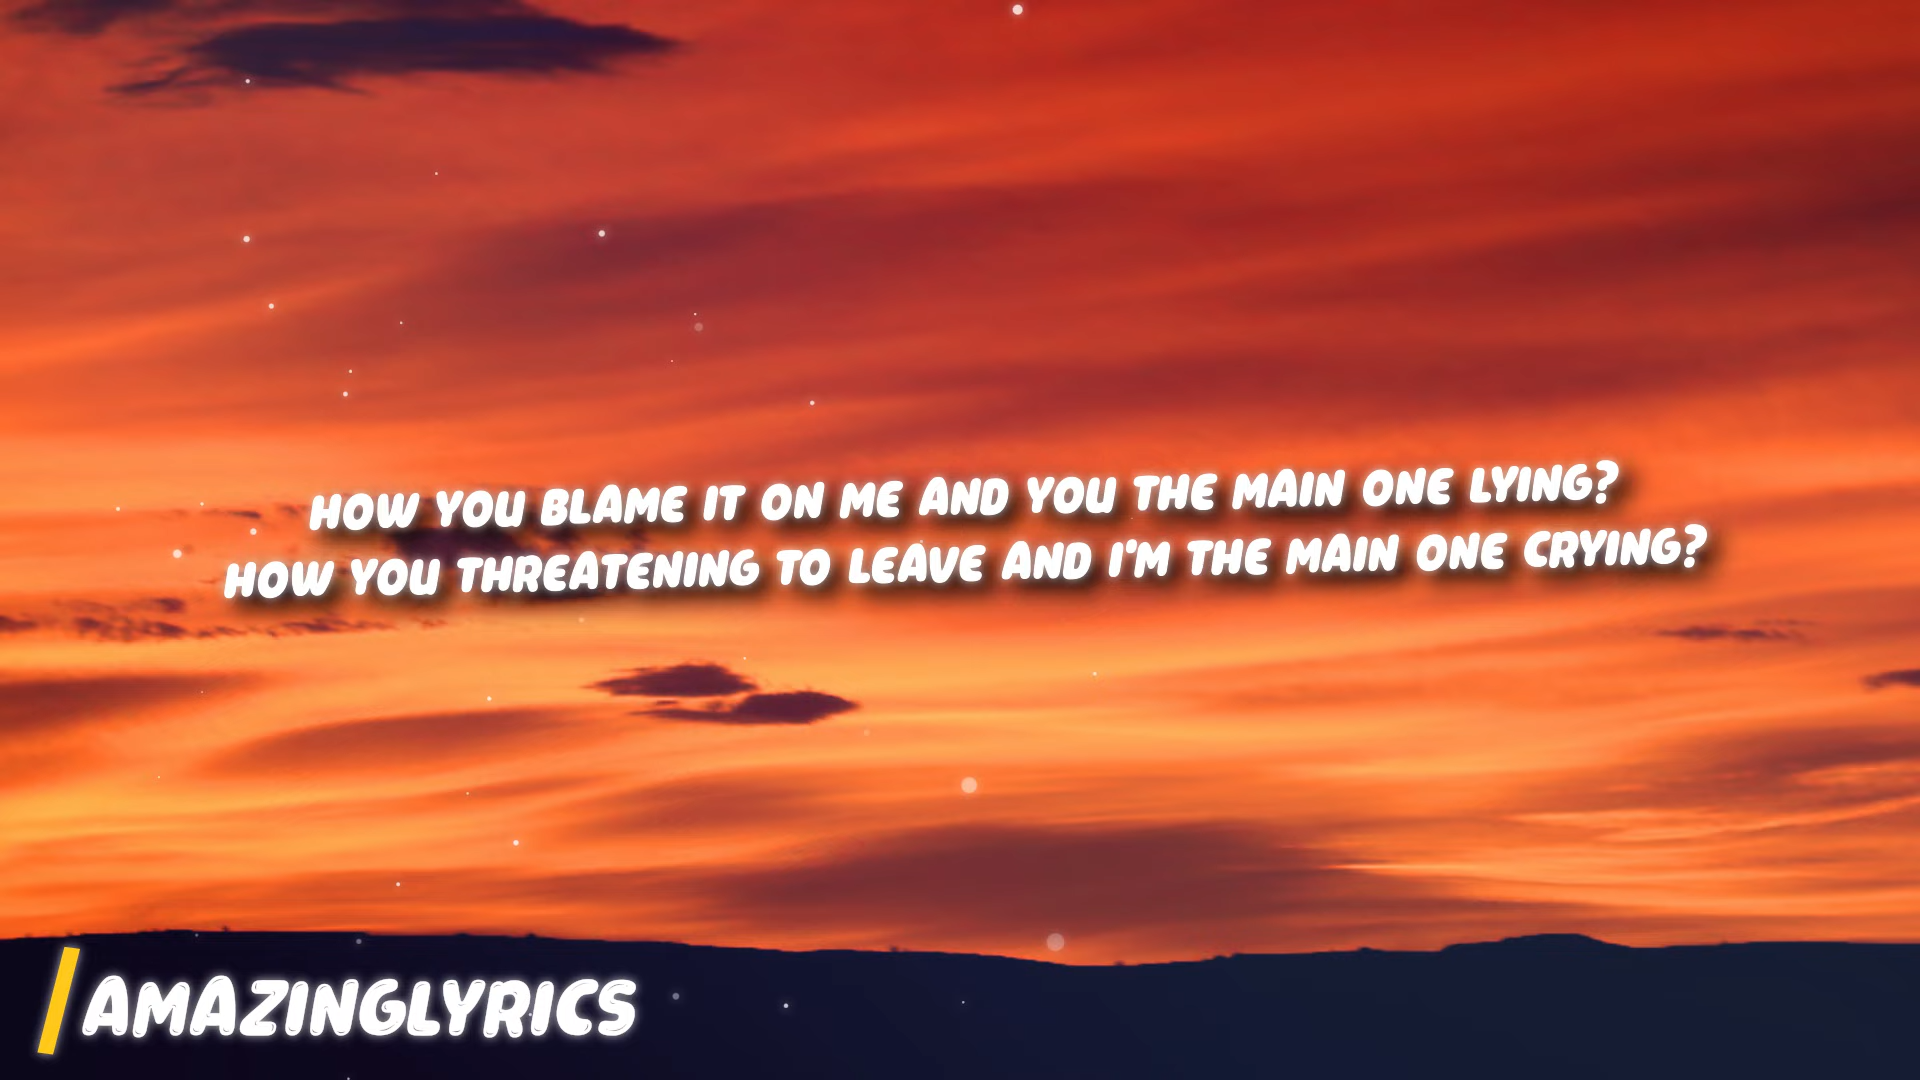 HOW YOU BLAME IT ON ME AND YOU THE MAIN ONE LYING?
HOW YOU THREATENING TO LEAVE AND I'M THE MAIN ONE CRYING?
AMAZINGLYRICS